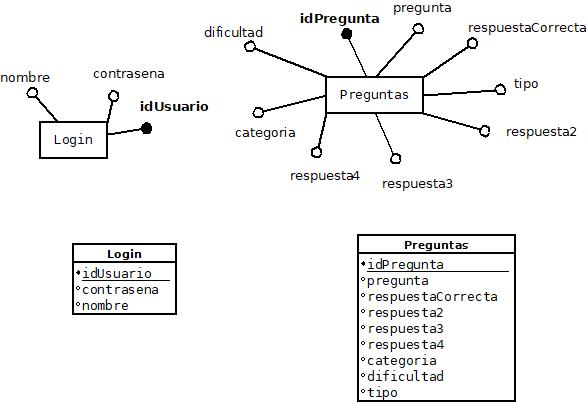 pregunta
idPregunta
respuestaCorrecta
dificultad
contrasena
nombre
tipo
Preguntas
idUsuario
categoria
respuesta2
Login
respuesta4
respuesta3
Login
idUsuario
contrasena
nombre
Preguntas
idPregunta
pregunta
respuestaCorrecta
respuesta2
respuesta3
respuesta4
categoria
dificultad
tipo